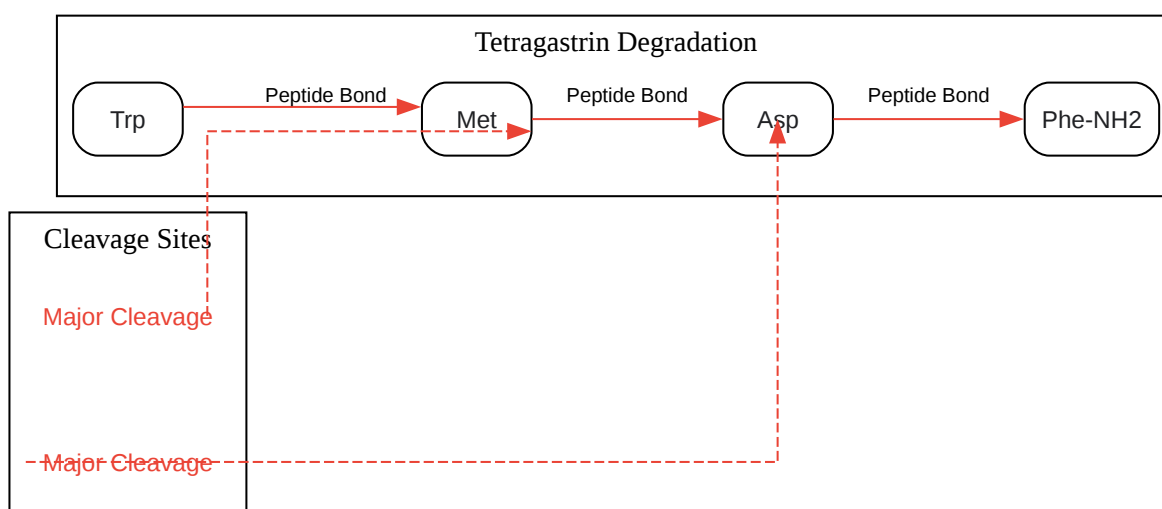 Tetragastrin Degradation
Peptide Bond
Peptide Bond
Peptide Bond
Trp
Met
Asp
Phe-NH2
Cleavage Sites
Major Cleavage
Major Cleavage